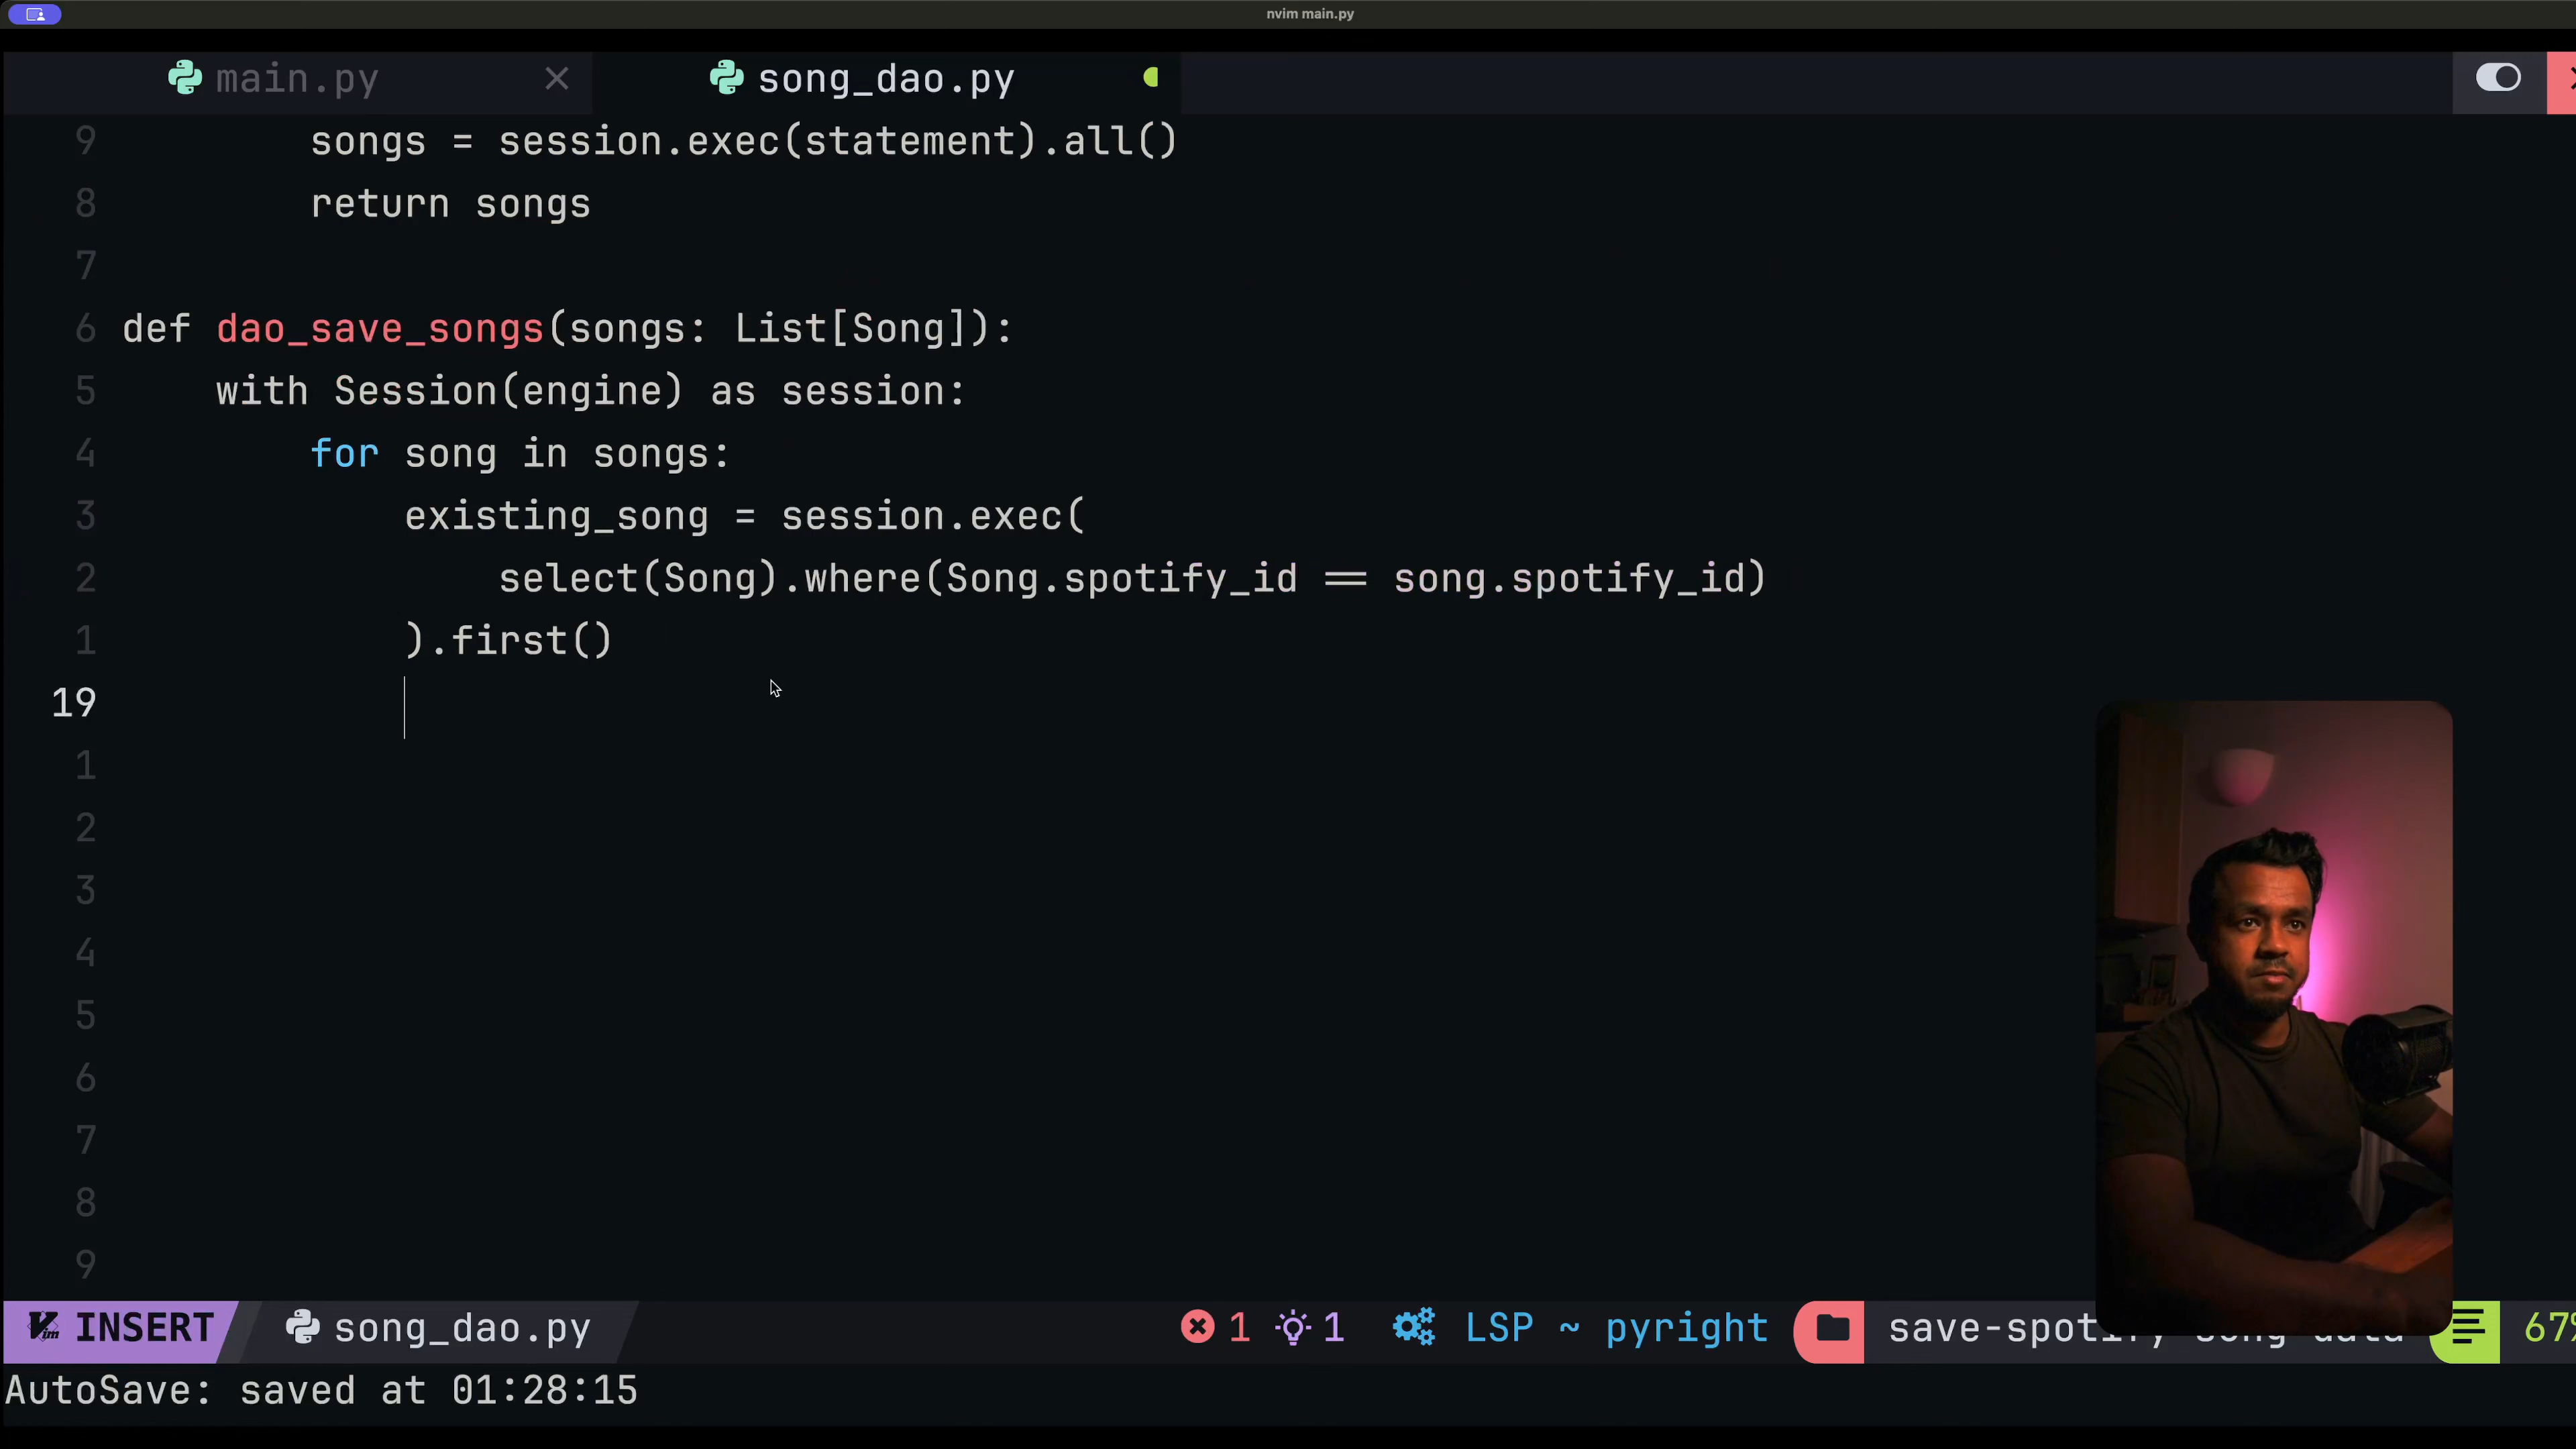 nvim main.py
main.py
song_dao.py
9 songs = session.exec(statement).all()
8 return songs
7
6 def dao_save_songs(songs: List[Song]):
5 with Session(engine) as session:
4 for song in songs:
3 existing_song = session.exec(
2 select(Song).where(Song.spotify_id == song.spotify_id)
1 ).first()
19
1
2
3
4
5
6
7
8
9
INSERT song_dao.py 1 1 LSP ~ pyright 67%
AutoSave: saved at 01:28:15